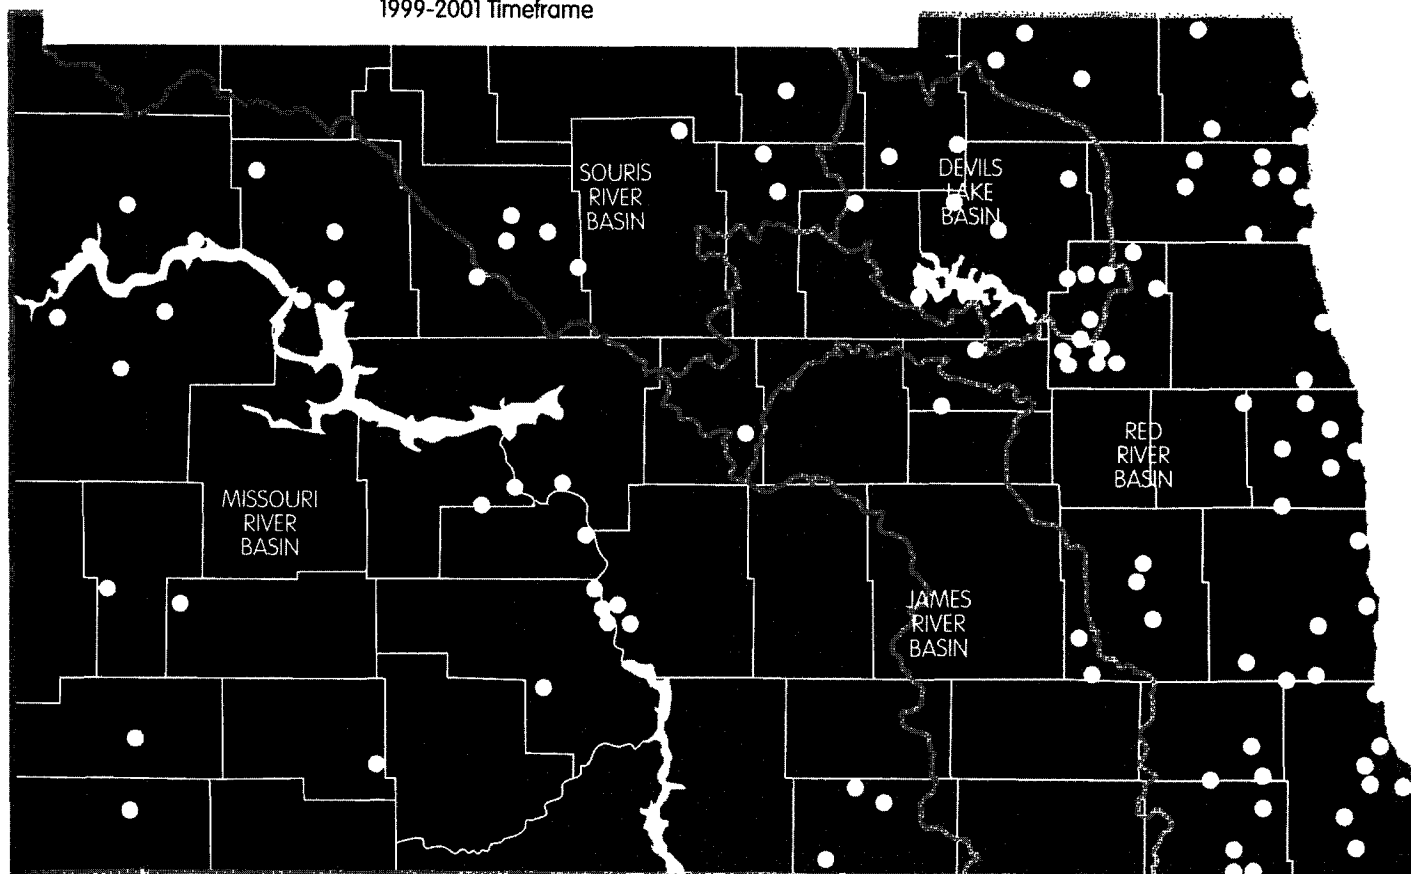 1999-2001 Timeframe
SOURIS
RIVER
BASIN
DEVILS
LAKE
BASIN
RED
RIVER
BASIN
MISSOURI
RIVER
BASIN
JAMES
RIVER
BASIN